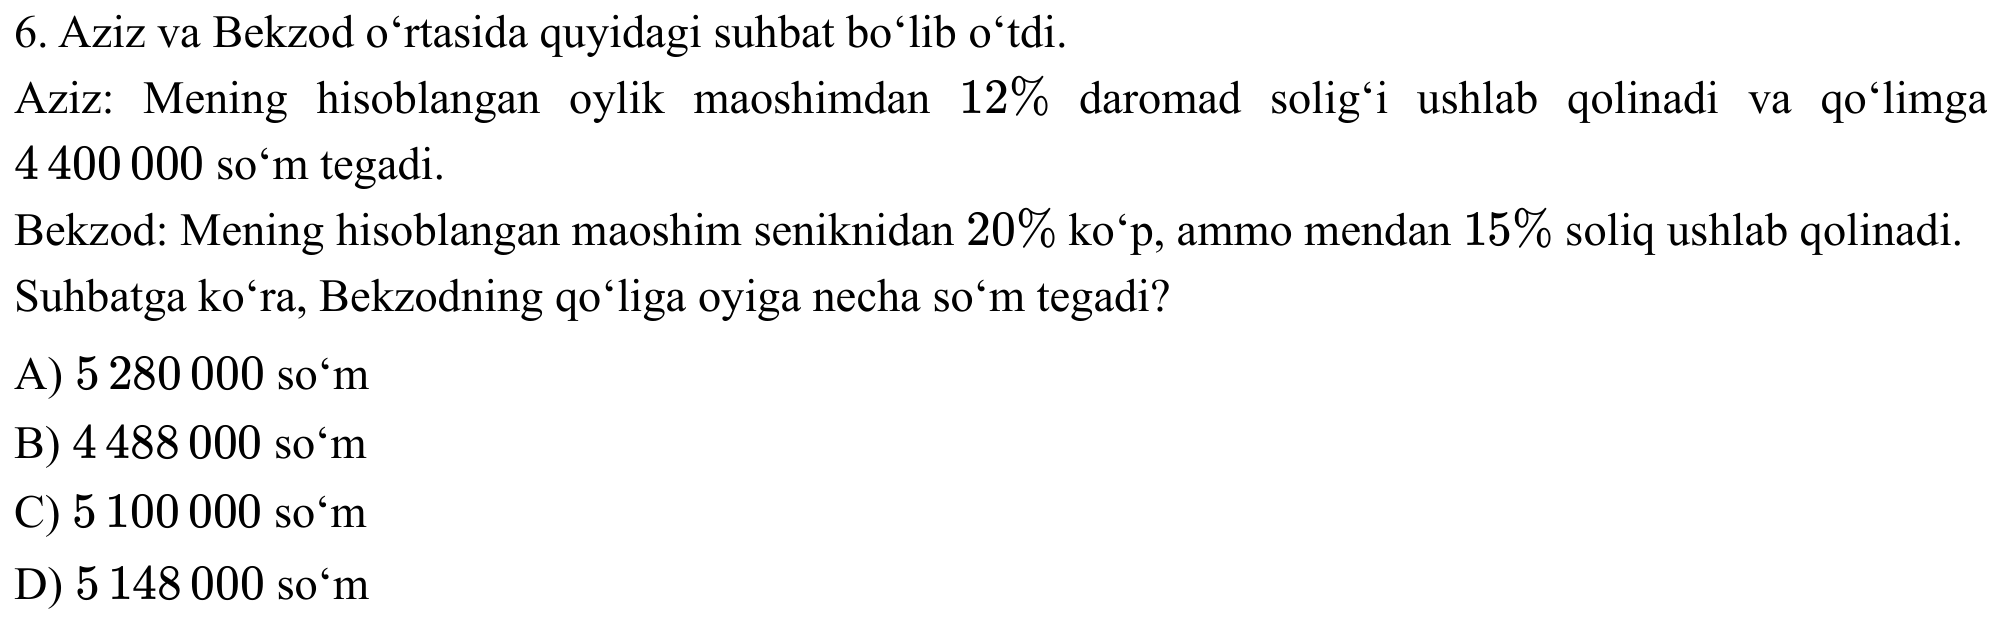 6. Aziz va Bekzod o‘rtasida quyidagi suhbat bo‘lib o‘tdi.
Aziz: Mening hisoblangan oylik maoshimdan 12% daromad solig‘i ushlab qolinadi va qo‘limga
4 400 000 so‘m tegadi.
Bekzod: Mening hisoblangan maoshim seniknidan 20% ko‘p, ammo mendan 15% soliq ushlab qolinadi.
Suhbatga ko‘ra, Bekzodning qo‘liga oyiga necha so‘m tegadi?
A) 5 280 000 so‘m
B) 4 488 000 so‘m
C) 5 100 000 so‘m
D) 5 148 000 so‘m